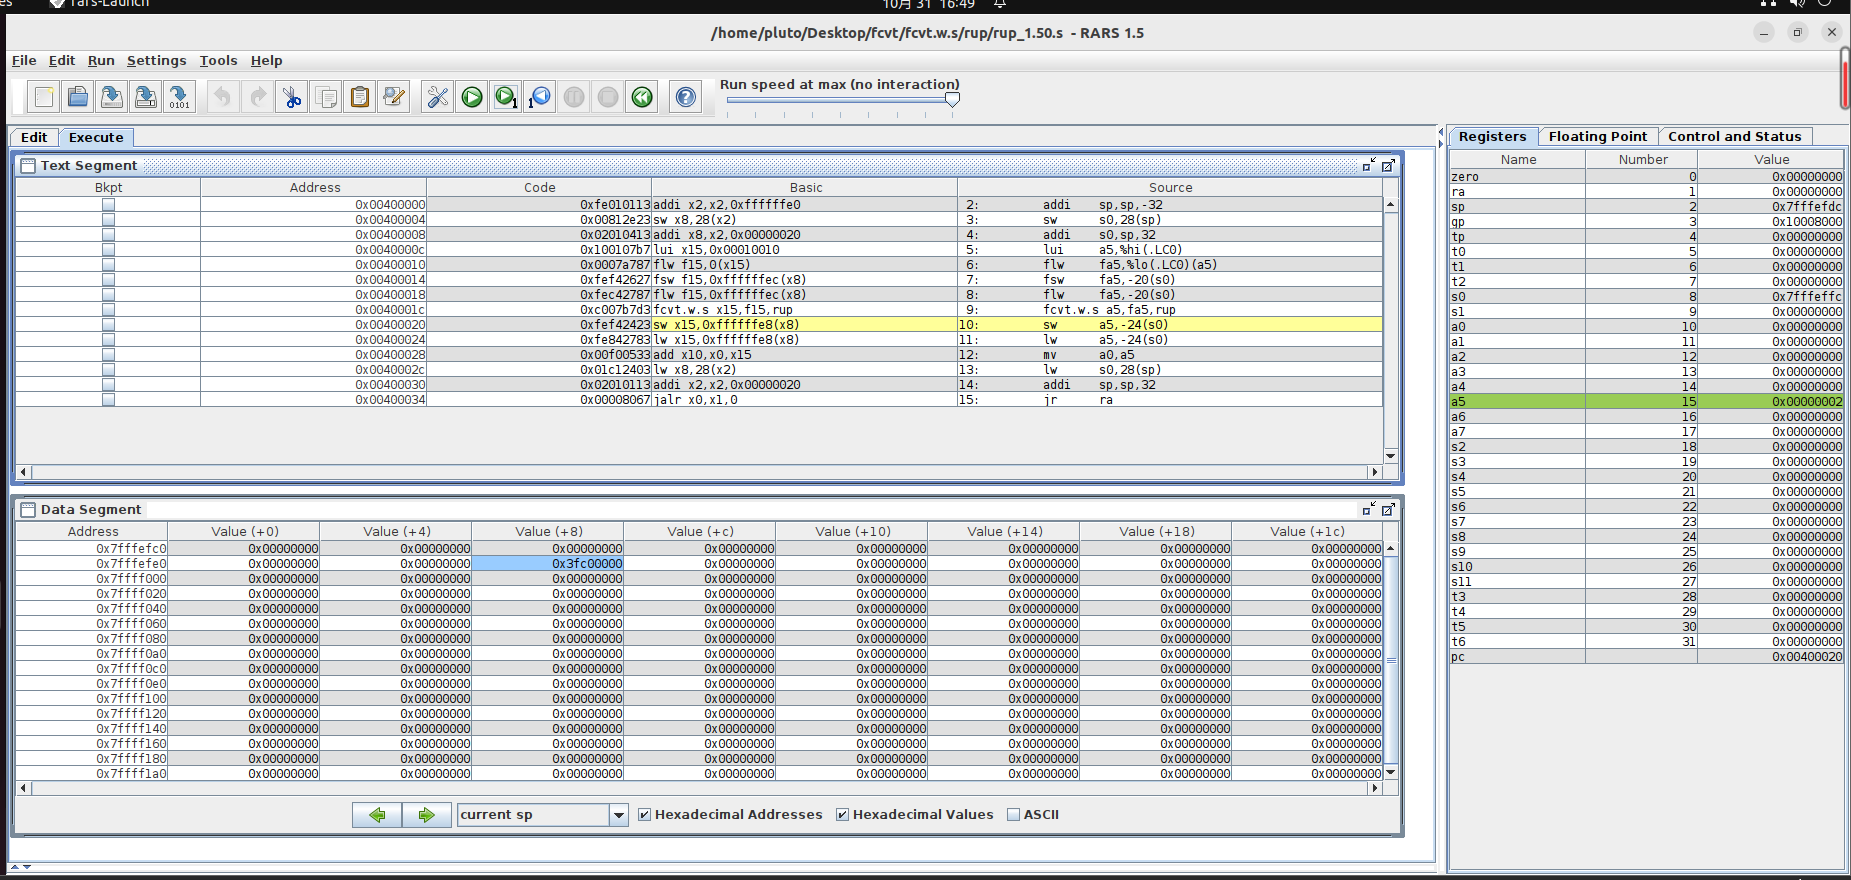 es Tars-Launch 10月 31 16:49
/home/pluto/Desktop/fcvt/fcvt.w.s/rup/rup_1.50.s - RARS 1.5
File Edit Run Settings Tools Help
Run speed at max (no interaction)
Edit Execute
Registers Floating Point Control and Status
Text Segment
Bkpt Address Code Basic Source
0x00400000 0xfe010113 addi x2,x2,0xffffffe0 2: addi sp,sp,-32
0x00400004 0x00812e23 sw x8,28(x2) 3: sw s0,28(sp)
0x00400008 0x02010413 addi x8,x2,0x00000020 4: addi s0,sp,32
0x0040000c 0x100107b7 lui x15,0x00010010 5: lui a5,%hi(.LC0)
0x00400010 0x0007a787 flw f15,0(x15) 6: flw fa5,%lo(.LC0)(a5)
0x00400014 0xfef42627 fsw f15,0xffffffec(x8) 7: fsw fa5,-20(s0)
0x00400018 0xfec42787 flw f15,0xffffffec(x8) 8: flw fa5,-20(s0)
0x0040001c 0xc007b7d3 fcvt.w.s x15,f15,rup 9: fcvt.w.s a5,fa5,rup
0x00400020 0xfef42423 sw x15,0xffffffe8(x8) 10: sw a5,-24(s0)
0x00400024 0xfe842783 lw x15,0xffffffe8(x8) 11: lw a5,-24(s0)
0x00400028 0x00f00533 add x10,x0,x15 12: mv a0,a5
0x0040002c 0x01c12403 lw x8,28(x2) 13: lw s0,28(sp)
0x00400030 0x02010113 addi x2,x2,0x00000020 14: addi sp,sp,32
0x00400034 0x00008067 jalr x0,x1,0 15: jr ra
Data Segment
Address Value (+0) Value (+4) Value (+8) Value (+c) Value (+10) Value (+14) Value (+18) Value (+1c)
0x7fffefc0 0x00000000 0x00000000 0x00000000 0x00000000 0x00000000 0x00000000 0x00000000 0x00000000
0x7fffefe0 0x00000000 0x00000000 0x3fc00000 0x00000000 0x00000000 0x00000000 0x00000000 0x00000000
0x7ffff000 0x00000000 0x00000000 0x00000000 0x00000000 0x00000000 0x00000000 0x00000000 0x00000000
0x7ffff020 0x00000000 0x00000000 0x00000000 0x00000000 0x00000000 0x00000000 0x00000000 0x00000000
0x7ffff040 0x00000000 0x00000000 0x00000000 0x00000000 0x00000000 0x00000000 0x00000000 0x00000000
0x7ffff060 0x00000000 0x00000000 0x00000000 0x00000000 0x00000000 0x00000000 0x00000000 0x00000000
0x7ffff080 0x00000000 0x00000000 0x00000000 0x00000000 0x00000000 0x00000000 0x00000000 0x00000000
0x7ffff0a0 0x00000000 0x00000000 0x00000000 0x00000000 0x00000000 0x00000000 0x00000000 0x00000000
0x7ffff0c0 0x00000000 0x00000000 0x00000000 0x00000000 0x00000000 0x00000000 0x00000000 0x00000000
0x7ffff0e0 0x00000000 0x00000000 0x00000000 0x00000000 0x00000000 0x00000000 0x00000000 0x00000000
0x7ffff100 0x00000000 0x00000000 0x00000000 0x00000000 0x00000000 0x00000000 0x00000000 0x00000000
0x7ffff120 0x00000000 0x00000000 0x00000000 0x00000000 0x00000000 0x00000000 0x00000000 0x00000000
0x7ffff140 0x00000000 0x00000000 0x00000000 0x00000000 0x00000000 0x00000000 0x00000000 0x00000000
0x7ffff160 0x00000000 0x00000000 0x00000000 0x00000000 0x00000000 0x00000000 0x00000000 0x00000000
0x7ffff180 0x00000000 0x00000000 0x00000000 0x00000000 0x00000000 0x00000000 0x00000000 0x00000000
0x7ffff1a0 0x00000000 0x00000000 0x00000000 0x00000000 0x00000000 0x00000000 0x00000000 0x00000000
current sp Hexadecimal Addresses Hexadecimal Values ASCII
Name Number Value
zero 0 0x00000000
ra 1 0x00000000
sp 2 0x7fffefdc
gp 3 0x10008000
tp 4 0x00000000
t0 5 0x00000000
t1 6 0x00000000
t2 7 0x00000000
s0 8 0x7fffeffc
s1 9 0x00000000
a0 10 0x00000000
a1 11 0x00000000
a2 12 0x00000000
a3 13 0x00000000
a4 14 0x00000000
a5 15 0x00000002
a6 16 0x00000000
a7 17 0x00000000
s2 18 0x00000000
s3 19 0x00000000
s4 20 0x00000000
s5 21 0x00000000
s6 22 0x00000000
s7 23 0x00000000
s8 24 0x00000000
s9 25 0x00000000
s10 26 0x00000000
s11 27 0x00000000
t3 28 0x00000000
t4 29 0x00000000
t5 30 0x00000000
t6 31 0x00000000
pc 0x00400020